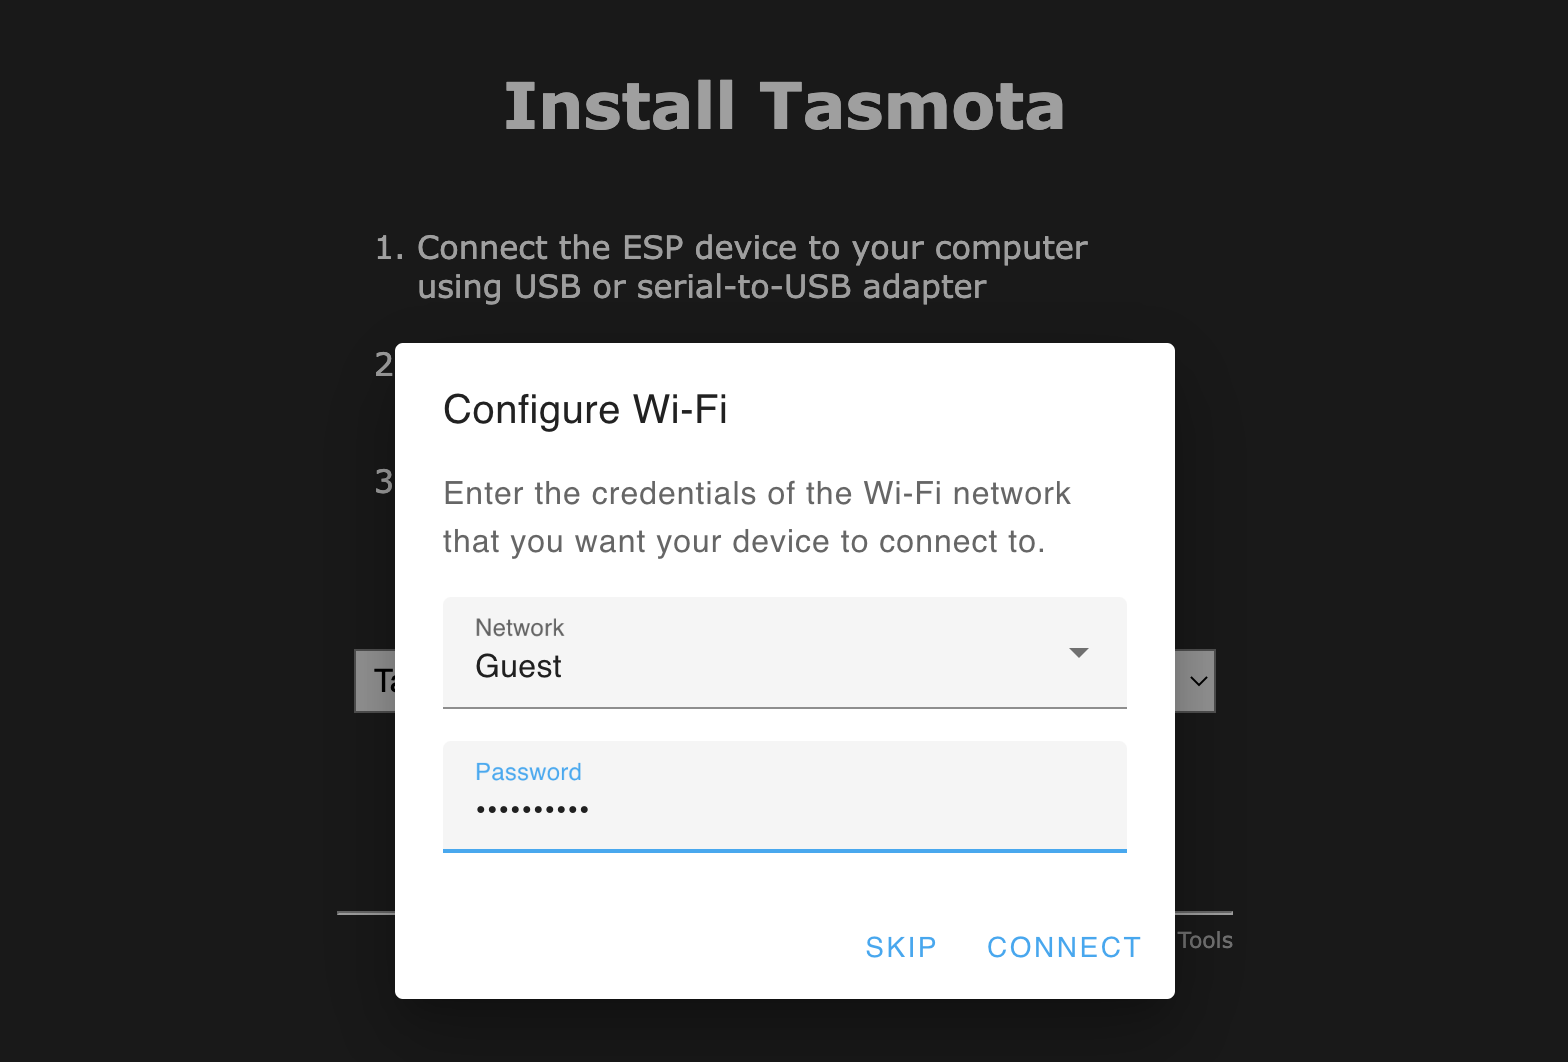 Install Tasmota
1. Connect the ESP device to your computer
using USB or serial-to-USB adapter
2
3
Configure Wi-Fi
Enter the credentials of the Wi-Fi network
that you want your device to connect to.
Network
Guest
Password
••••••••••
SKIP CONNECT
Tools